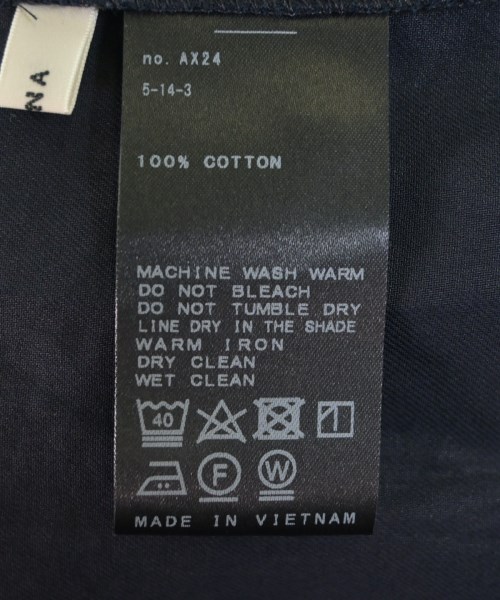 NA
no. AX24
5-14-3
100% COTTON
MACHINE WASH WARM
DO NOT BLEACH
DO NOT TUMBLE DRY
LINE DRY IN THE SHADE
WARM IRON
DRY CLEAN
WET CLEAN
40
F W
MADE IN VIETNAM